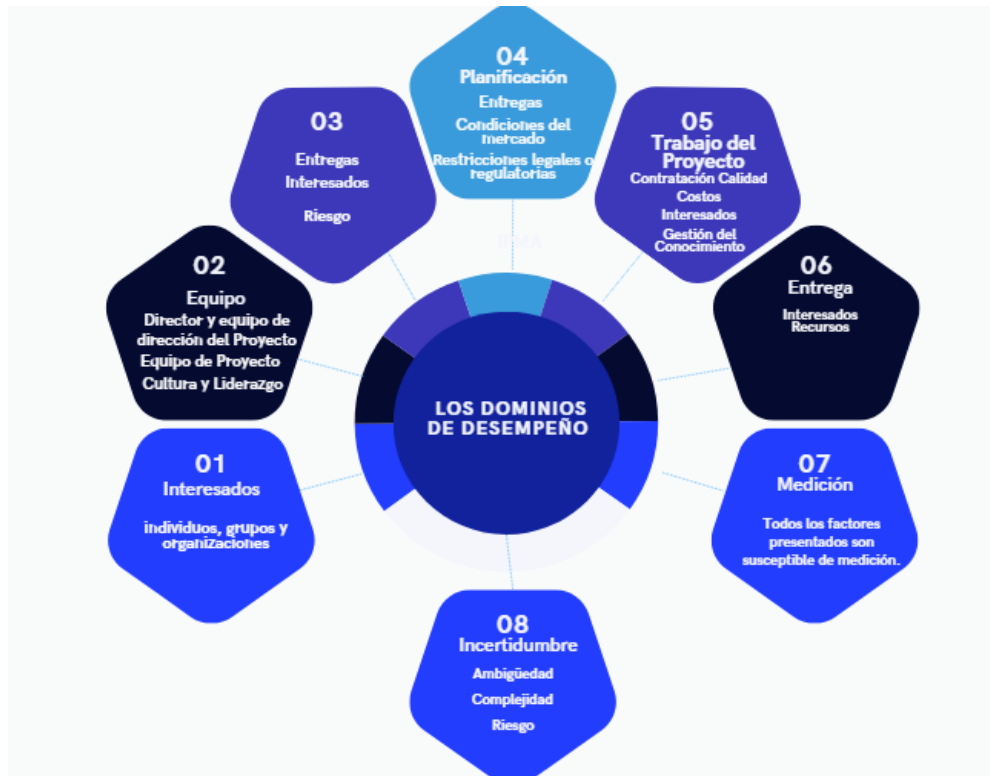 04
Planificación
Entregas
Condiciones del
mercado
Restricciones legales o
regulatorias
03
Entregas
Interesados
Riesgo
05
Trabajo del
Proyecto
Contratación Calidad
Costos
Interesados
Gestión del
Conocimiento
02
Equipo
Director y equipo de
dirección del Proyecto
Equipo de Proyecto
Cultura y Liderazgo
06
Entrega
Interesados
Recursos
LOS DOMINIOS
DE DESEMPEÑO
01
Interesados
individuos, grupos y
organizaciones
07
Medición
Todos los factores
presentados son
susceptible de medición.
08
Incertidumbre
Ambigüedad
Complejidad
Riesgo